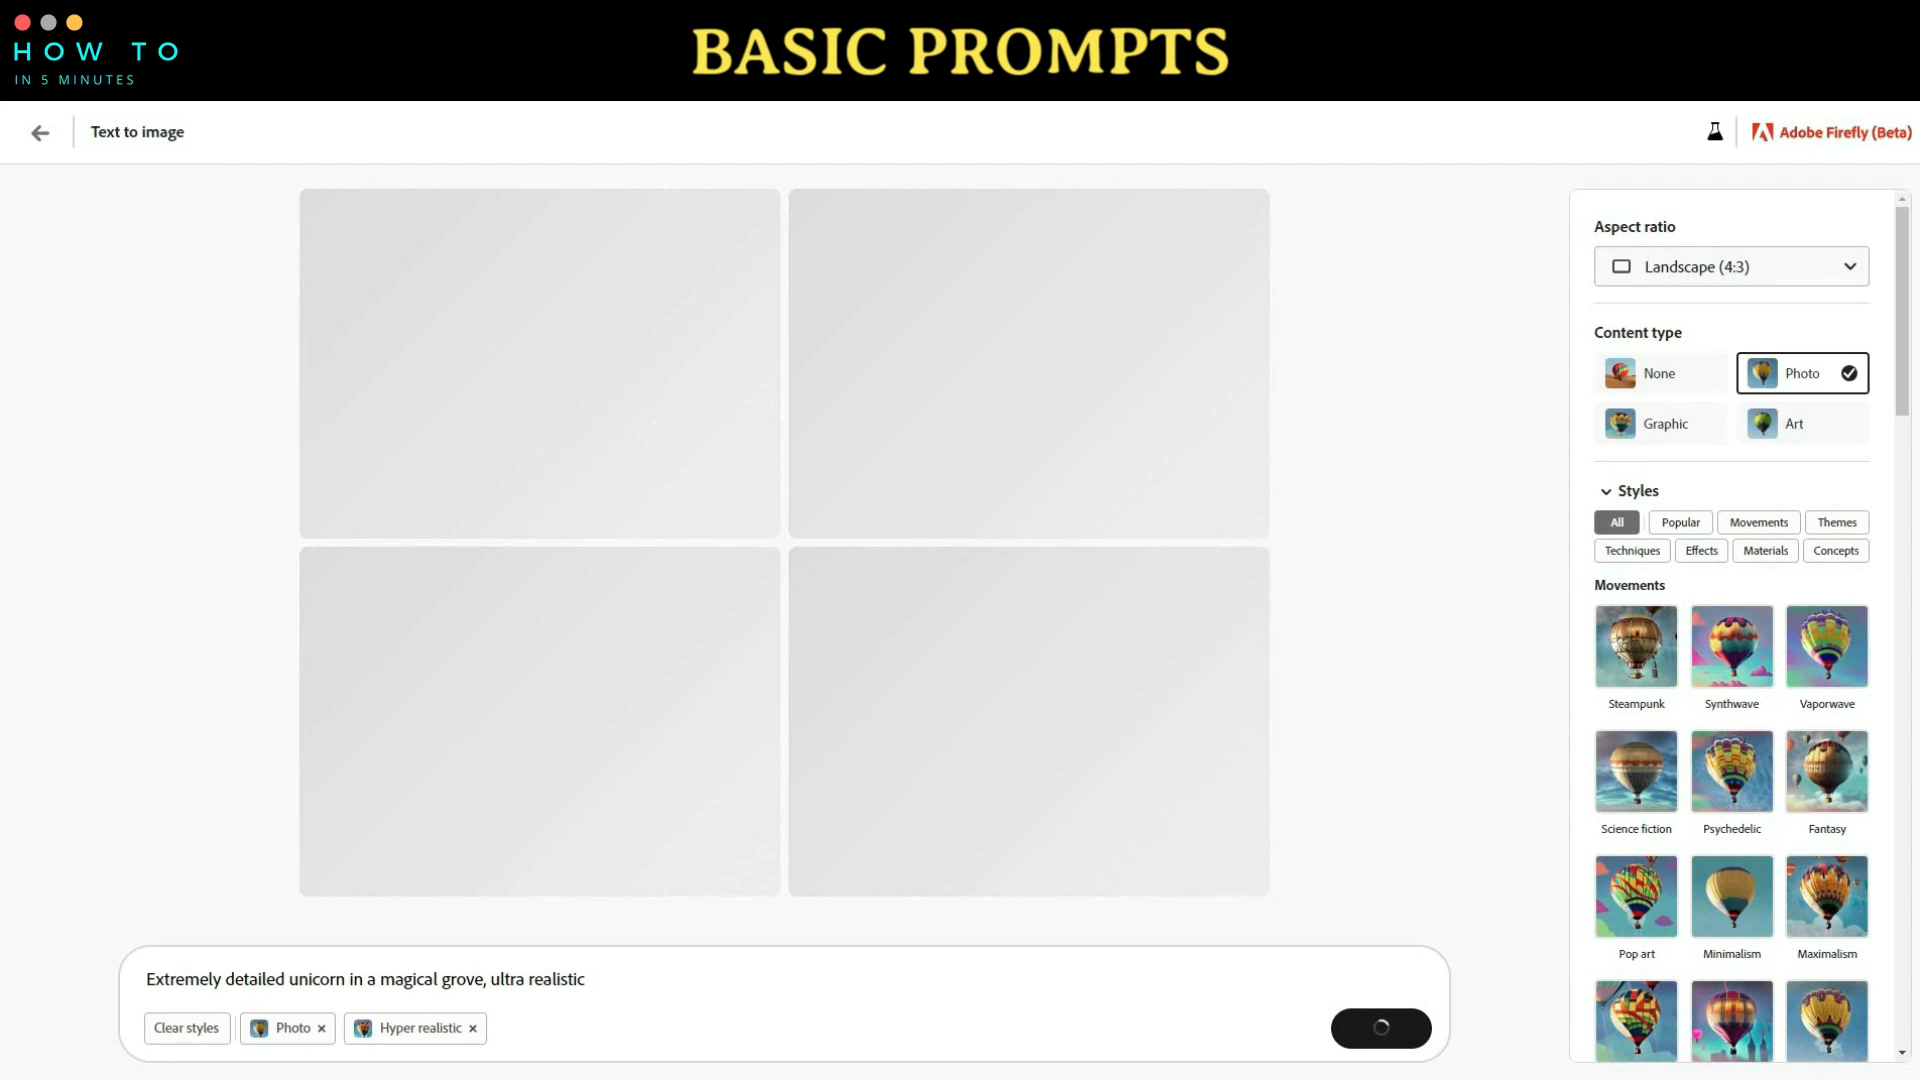 HOW TO
IN 5 MINUTES
BASIC PROMPTS
Text to image
Adobe Firefly (Beta)
Aspect ratio
Landscape (4:3)
Content type
None
Photo
Graphic
Art
Styles
All
Popular
Movements
Themes
Techniques
Effects
Materials
Concepts
Movements
Steampunk
Synthwave
Vaporwave
Science fiction
Psychedelic
Fantasy
Pop art
Minimalism
Maximalism
Extremely detailed unicorn in a magical grove, ultra realistic
Clear styles
Photo
Hyper realistic